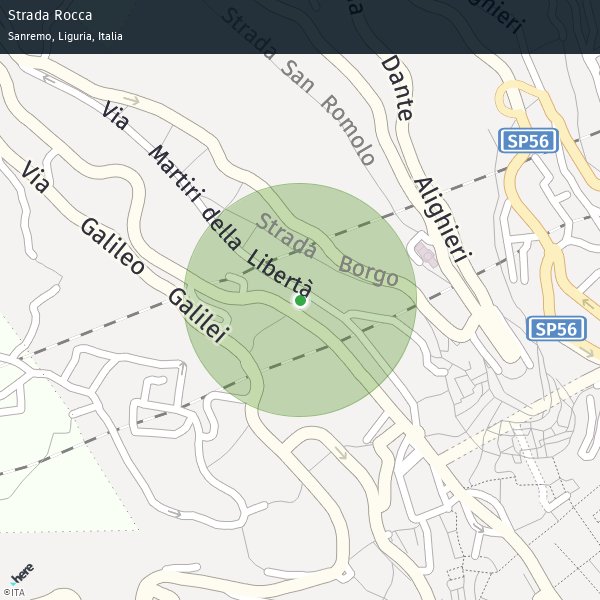 Strada Rocca
Sanremo, Liguria, Italia
Alighieri
Dante Alighieri
Strada San Romolo
SP56
Via Martiri della Libertà
Via Galileo Galilei
Strada Borgo
SP56
here
©ITA